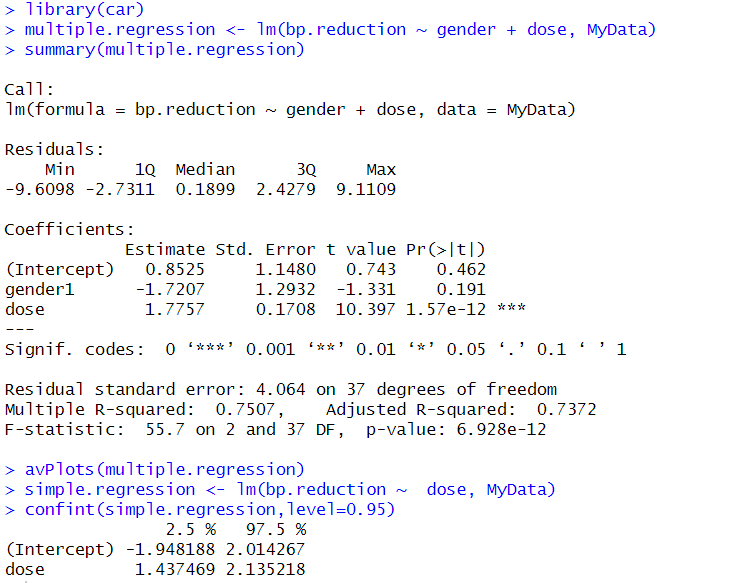 > library(car)
> multiple.regression <- lm(bp.reduction ~ gender + dose, MyData)
> summary(multiple.regression)

Call:
lm(formula = bp.reduction ~ gender + dose, data = MyData)

Residuals:
    Min      1Q  Median      3Q     Max
-9.6098 -2.7311  0.1899  2.4279  9.1109

Coefficients:
            Estimate Std. Error t value Pr(>|t|)
(Intercept)   0.8525     1.1480   0.743    0.462
gender1      -1.7207     1.2932  -1.331    0.191
dose          1.7757     0.1708  10.397 1.57e-12 ***
---
Signif. codes:  0 ‘***’ 0.001 ‘**’ 0.01 ‘*’ 0.05 ‘.’ 0.1 ‘ ’ 1

Residual standard error: 4.064 on 37 degrees of freedom
Multiple R-squared:  0.7507,    Adjusted R-squared:  0.7372
F-statistic:  55.7 on 2 and 37 DF,  p-value: 6.928e-12

> avPlots(multiple.regression)
> simple.regression <- lm(bp.reduction ~  dose, MyData)
> confint(simple.regression,level=0.95)
                2.5 %   97.5 %
(Intercept) -1.948188 2.014267
dose         1.437469 2.135218